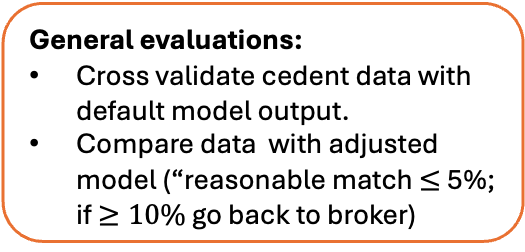 General evaluations:
• Cross validate cedent data with
default model output.
• Compare data with adjusted
model (“reasonable match ≤ 5%;
if ≥ 10% go back to broker)